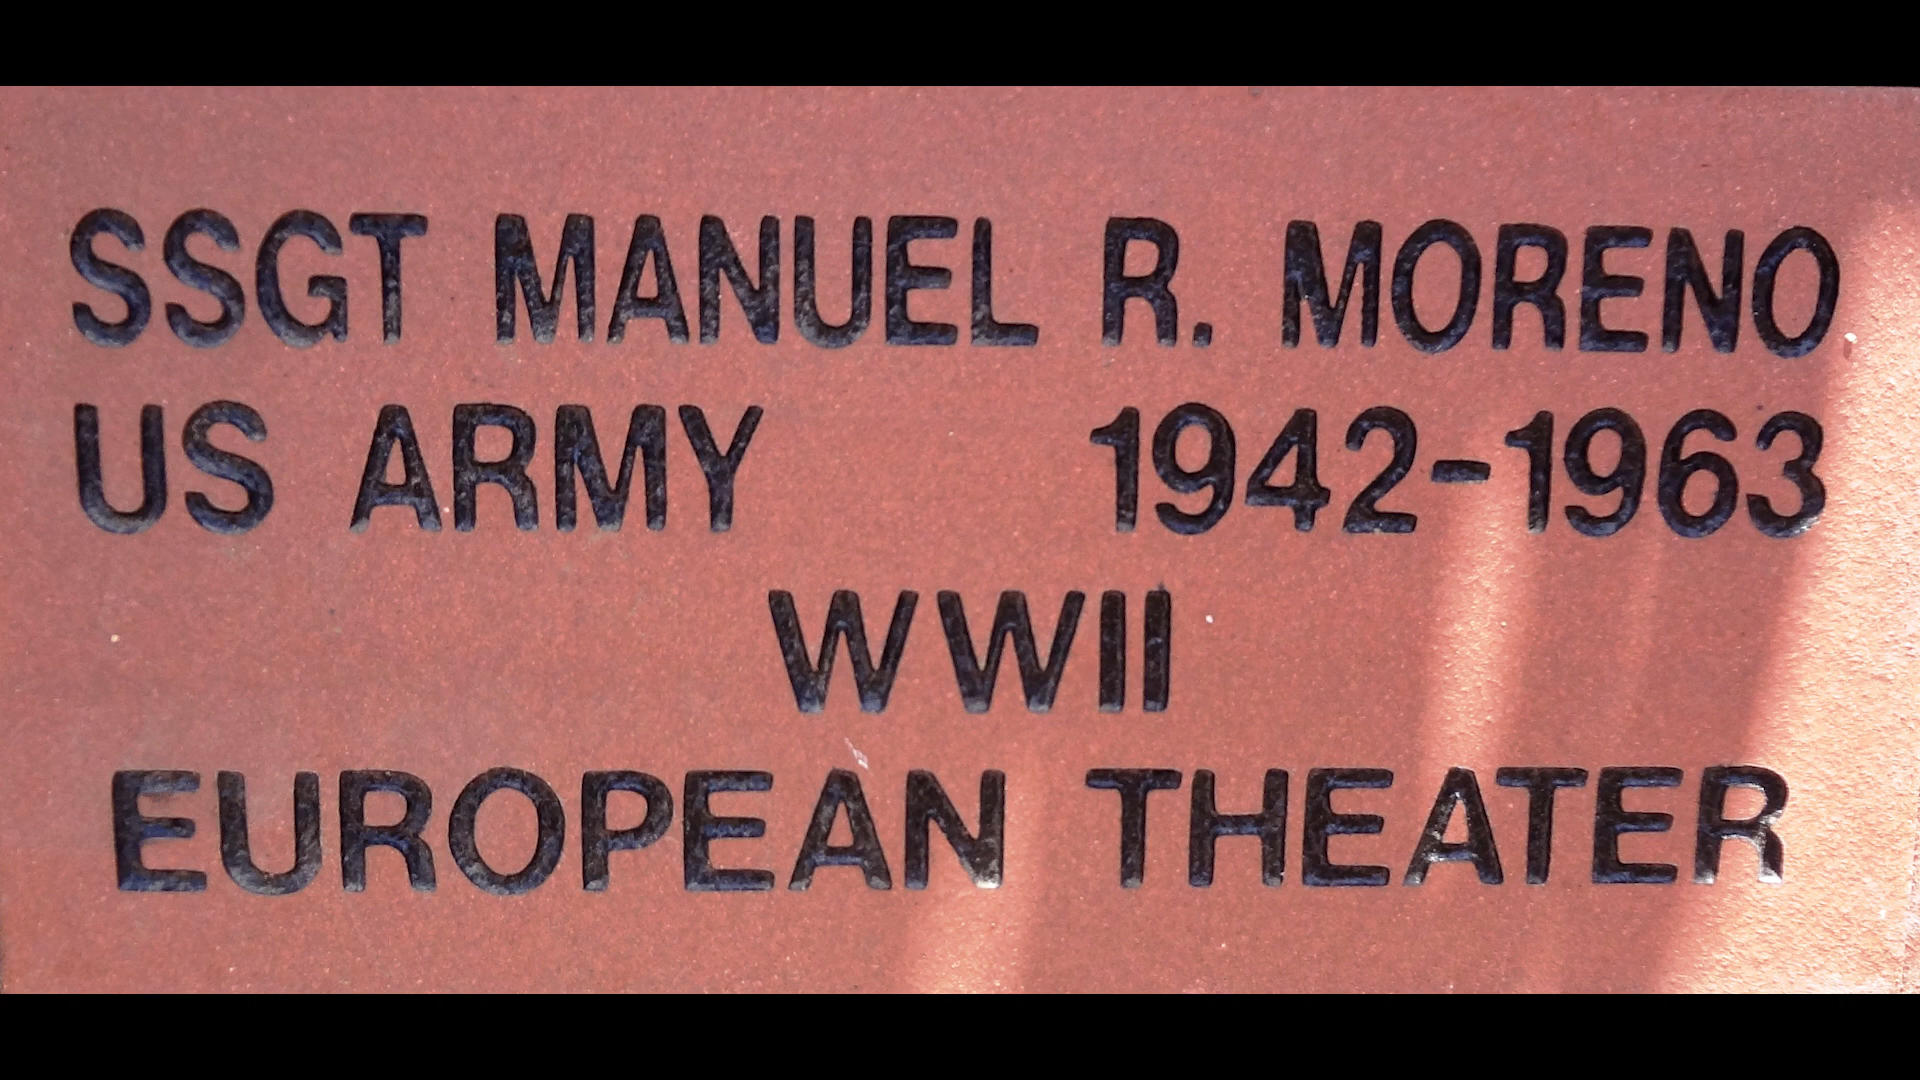 SSGT MANUEL R. MORENO
US ARMY 1942-1963
WWII
EUROPEAN THEATER